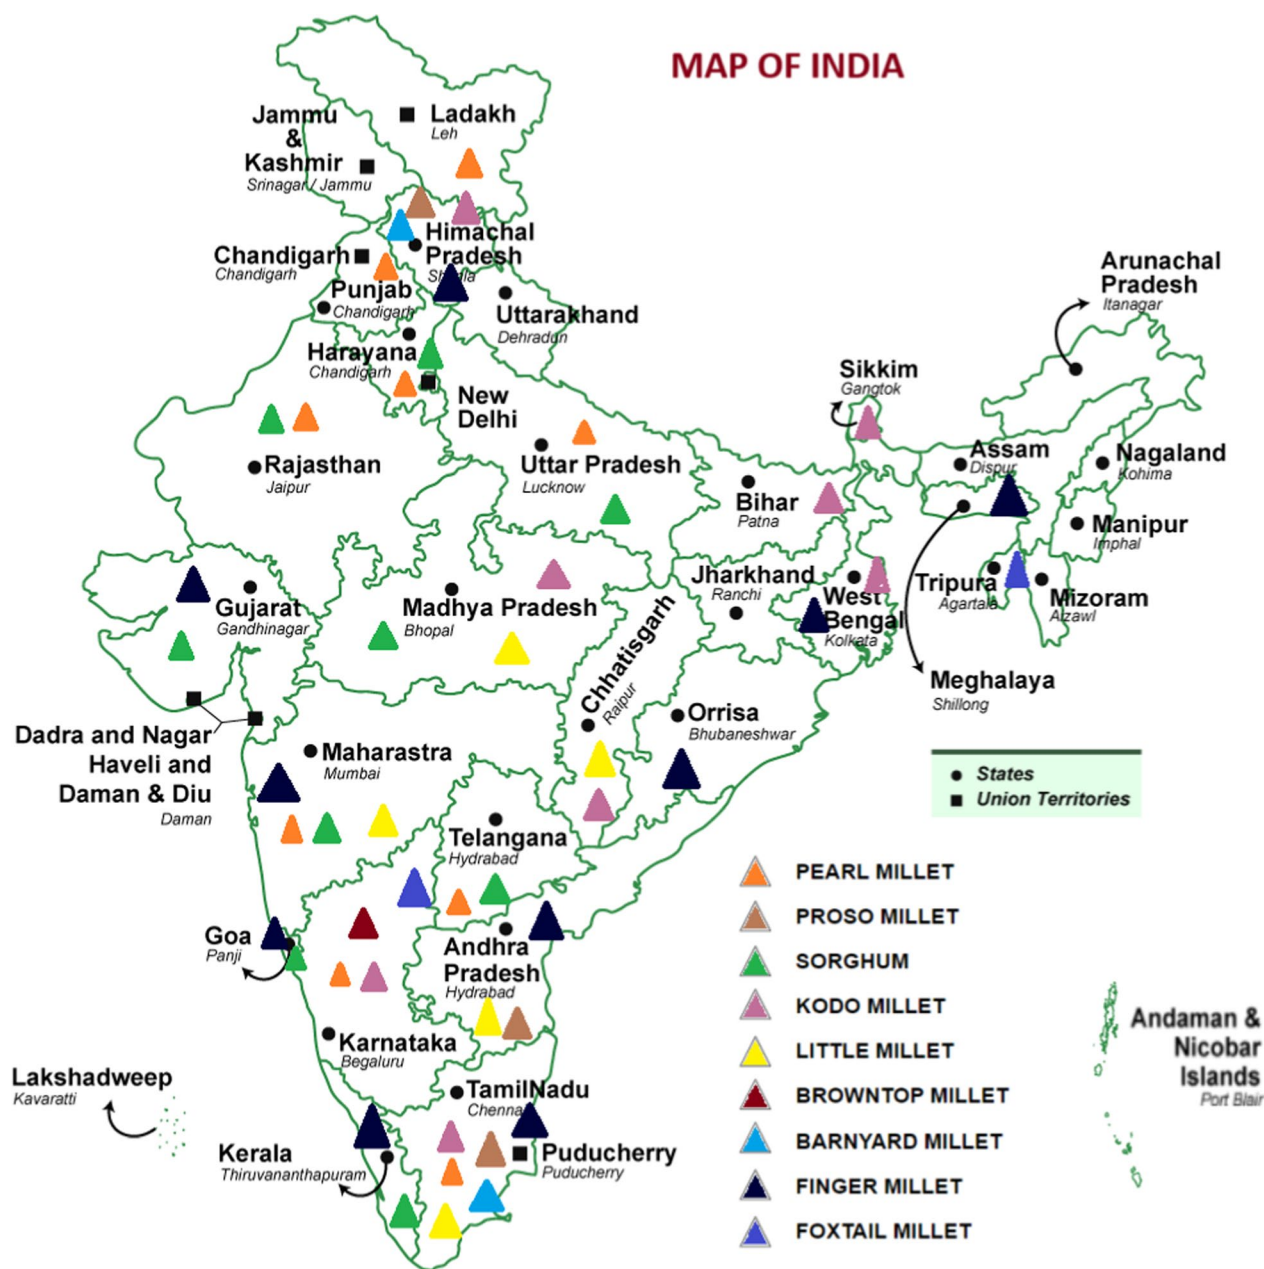 MAP OF INDIA
Jammu
&
Kashmir
Srinagar / Jammu
Ladakh
Leh
Himachal
Pradesh
Shimla
Chandigarh
Chandigarh
Punjab
Chandigarh
Uttarakhand
Dehradun
Harayana
Chandigarh
New
Delhi
Arunachal
Pradesh
Itanagar
Sikkim
Gangtok
Rajasthan
Jaipur
Uttar Pradesh
Lucknow
Bihar
Patna
Assam
Dispur
Nagaland
Kohima
Manipur
Imphal
Gujarat
Gandhinagar
Madhya Pradesh
Bhopal
Jharkhand
Ranchi
West
Bengal
Kolkata
Tripura
Agartala
Mizoram
Aizawl
Meghalaya
Shillong
Chhatisgarh
Raipur
Orrisa
Bhubaneshwar
Dadra and Nagar
Haveli and
Daman & Diu
Daman
Maharastra
Mumbai
Telangana
Hydrabad
Goa
Panji
Andhra
Pradesh
Hydrabad
Karnataka
Begaluru
Lakshadweep
Kavaratti
TamilNadu
Chennai
Kerala
Thiruvananthapuram
Puducherry
Puducherry
Andaman &
Nicobar
Islands
Port Blair
States
Union Territories
PEARL MILLET
PROSO MILLET
SORGHUM
KODO MILLET
LITTLE MILLET
BROWNTOP MILLET
BARNYARD MILLET
FINGER MILLET
FOXTAIL MILLET